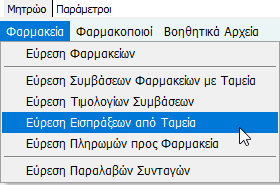 Μητρώο Παράμετροι
Φαρμακεία Φαρμακοποιοί Βοηθητικά Αρχεία
Εύρεση Φαρμακείων
Εύρεση Συμβάσεων Φαρμακείων με Ταμεία
Εύρεση Τιμολογίων Συμβάσεων
Εύρεση Εισπράξεων από Ταμεία
Εύρεση Πληρωμών προς Φαρμακεία
Εύρεση Παραλαβών Συνταγών